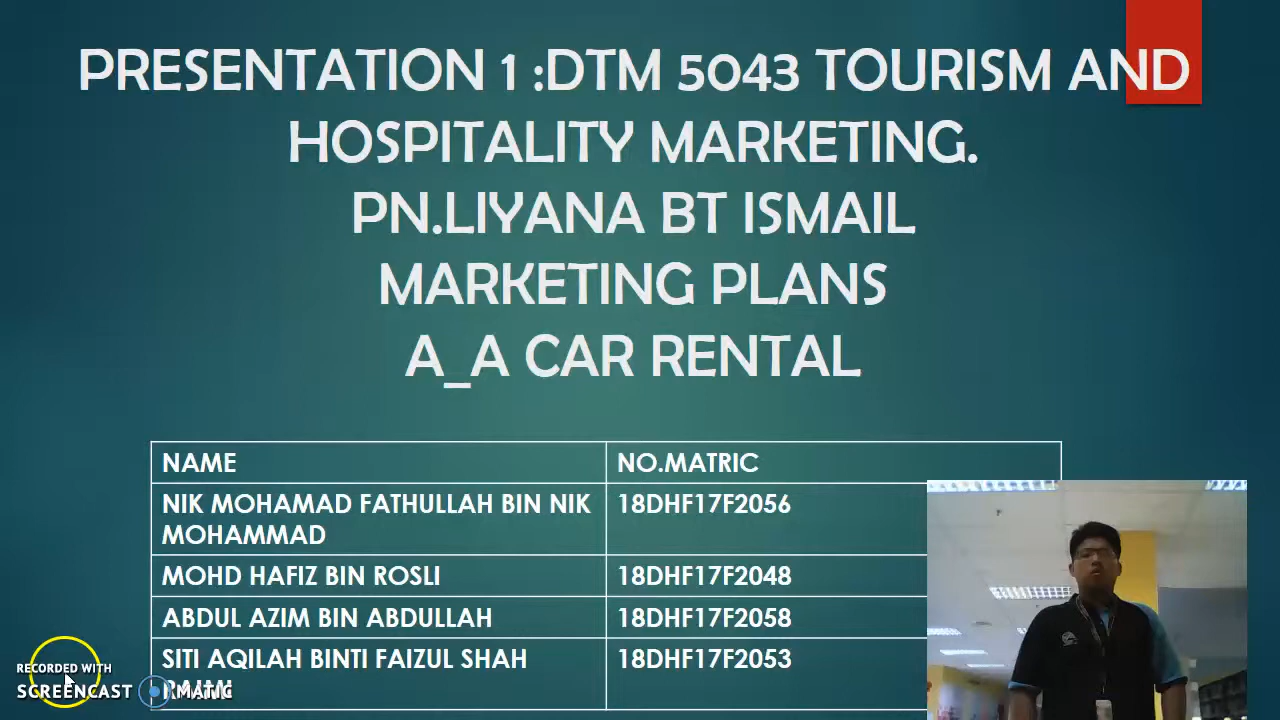 PRESENTATION 1 :DTM 5043 TOURISM AND
HOSPITALITY MARKETING.
PN.LIYANA BT ISMAIL
MARKETING PLANS
A_A CAR RENTAL
NAME NO.MATRIC
NIK MOHAMAD FATHULLAH BIN NIK 18DHF17F2056
MOHAMMAD
MOHD HAFIZ BIN ROSLI 18DHF17F2048
ABDUL AZIM BIN ABDULLAH 18DHF17F2058
SITI AQILAH BINTI FAIZUL SHAH 18DHF17F2053
RECORDED WITH
SCREENCAST MATIC